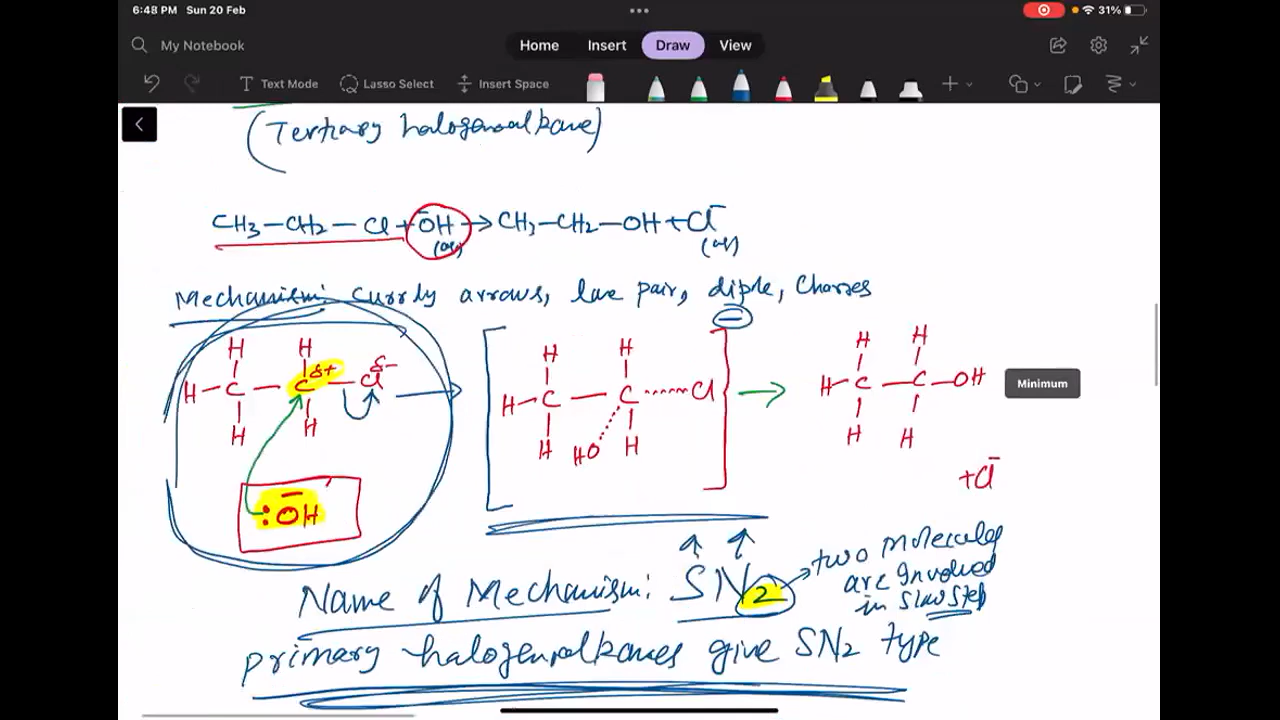 6:48 PM Sun 20 Feb
31%
My Notebook
Home Insert Draw View
Text Mode Lasso Select Insert Space
(Tertiary halogenoalkane)
CH3–CH2–Cl + ŌH → CH3–CH2–OH + Cl⁻
(aq) (aq)
Mechanism: Currly arrows, lone pair, diple, Charges
−
H H δ+ δ− H H H H
H–C–C–Cl H–C–C······Cl H–C–C–OH
H H H HO H H H
Minimum
+Cl⁻
:ŌH
Name of Mechanism: SN2 → two molecules
are involved
in slow step
primary halogenoalkanes give SN2 type